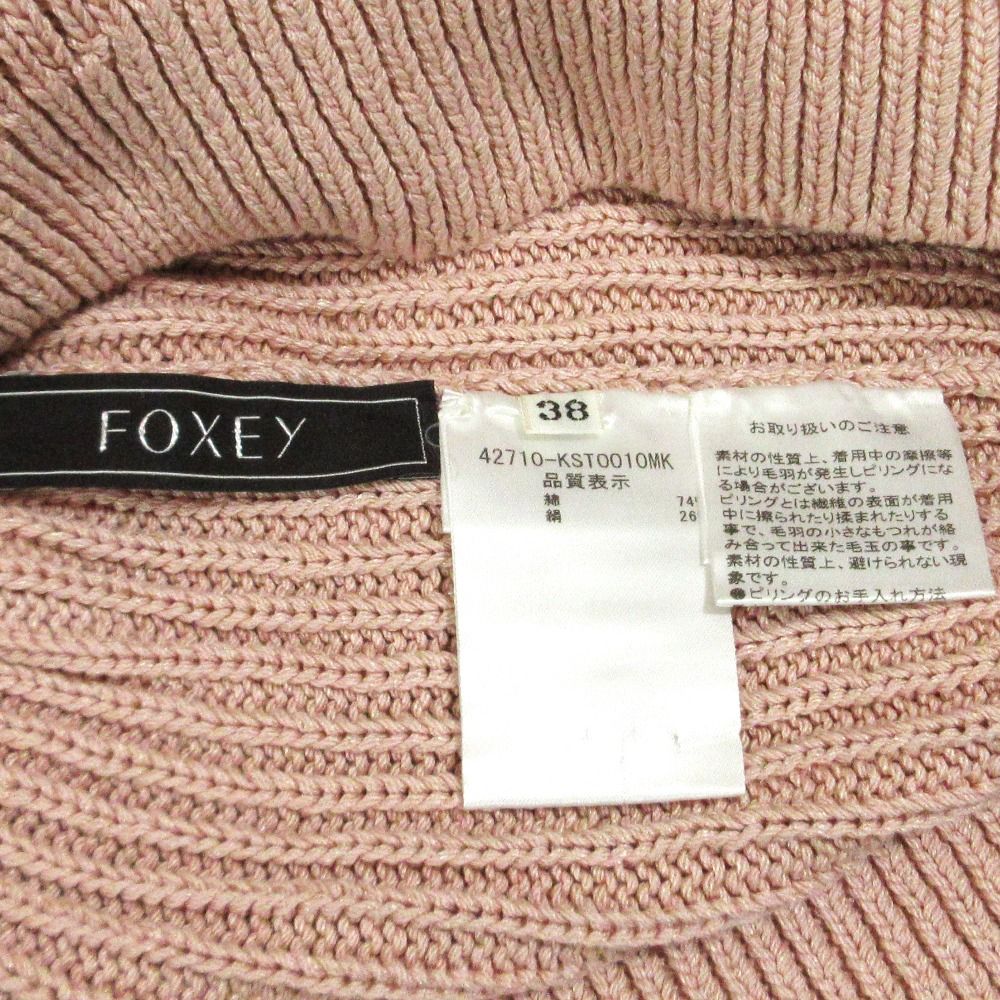 FOXEY
38
42710-KST0010MK
品質表示
綿 74
絹 26
お取り扱いのご注意
素材の性質上、着用中の摩擦等
により毛羽が発生しピリングにな
る場合がございます。
ピリングとは繊維の表面が着用
中に擦られたり揉まれたりする
事で、毛羽の小さなもつれが絡
み合って出来た毛玉の事です。
素材の性質上、避けられない現
象です。
●ピリングのお手入れ方法